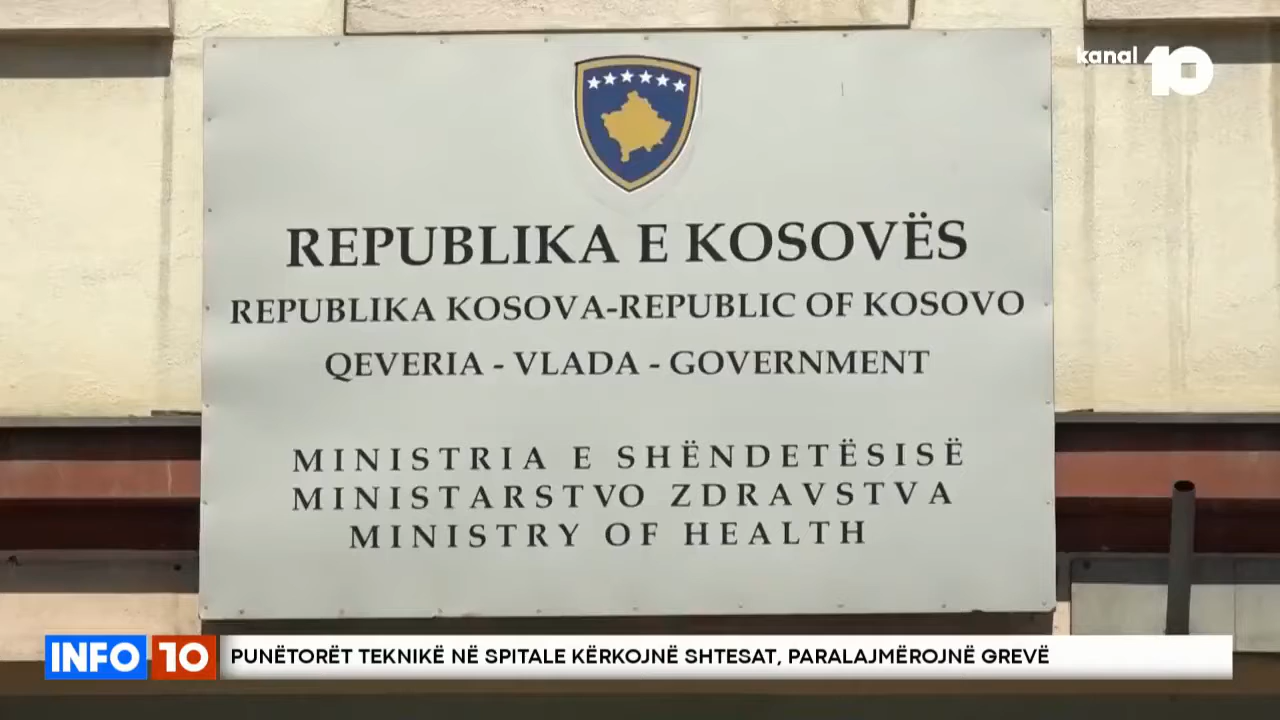 kanal 10
REPUBLIKA E KOSOVËS
REPUBLIKA KOSOVA-REPUBLIC OF KOSOVO
QEVERIA - VLADA - GOVERNMENT
MINISTRIA E SHËNDETËSISË
MINISTARSTVO ZDRAVSTVA
MINISTRY OF HEALTH
INFO 10 PUNËTORËT TEKNIKË NË SPITALE KËRKOJNË SHTESAT, PARALAJMËROJNË GREVË